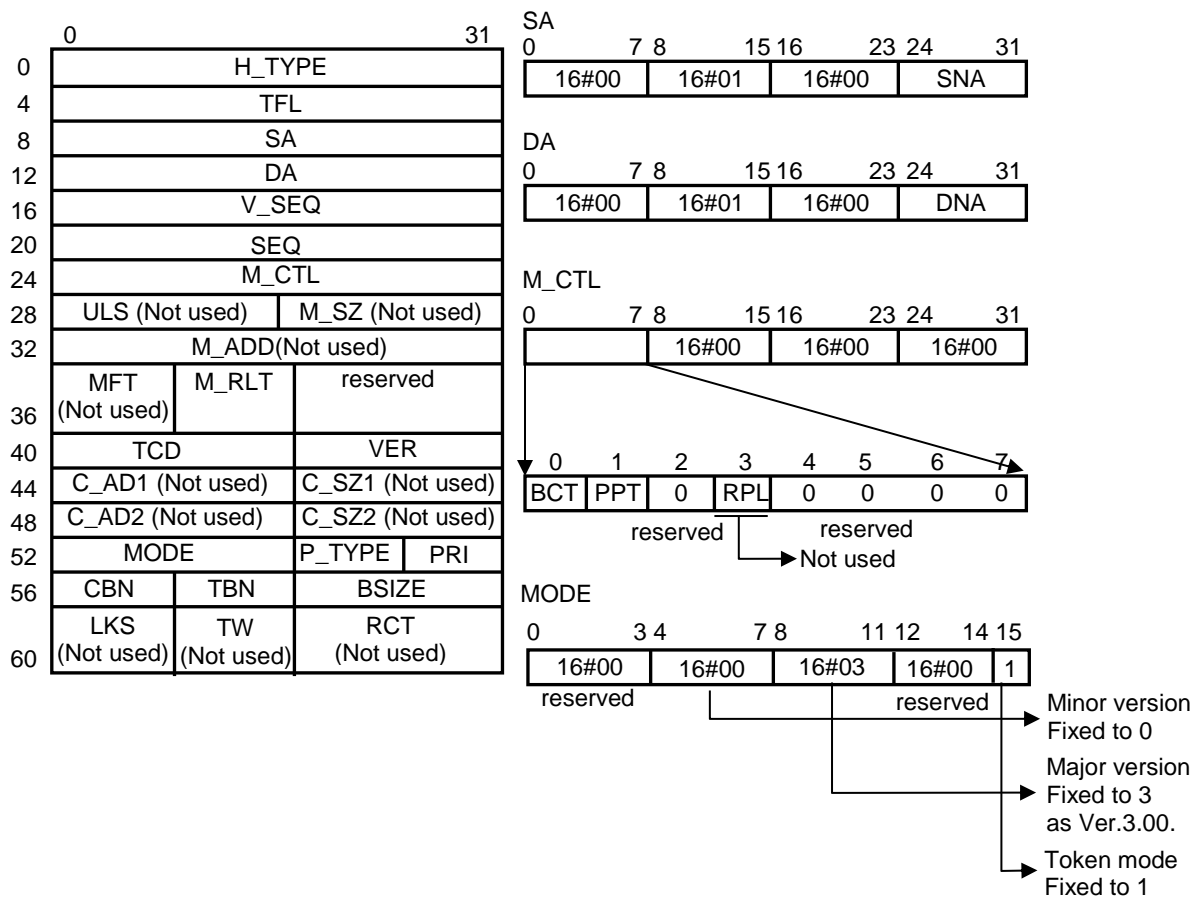 0 31
0 H_TYPE
4 TFL
8 SA
12 DA
16 V_SEQ
20 SEQ
24 M_CTL
28 ULS (Not used) M_SZ (Not used)
32 M_ADD(Not used)
36 MFT (Not used) M_RLT reserved
40 TCD VER
44 C_AD1 (Not used) C_SZ1 (Not used)
48 C_AD2 (Not used) C_SZ2 (Not used)
52 MODE P_TYPE PRI
56 CBN TBN BSIZE
60 LKS (Not used) TW (Not used) RCT (Not used)
SA
0 7 8 15 16 23 24 31
16#00 16#01 16#00 SNA
DA
0 7 8 15 16 23 24 31
16#00 16#01 16#00 DNA
M_CTL
0 7 8 15 16 23 24 31
16#00 16#00 16#00
0 1 2 3 4 5 6 7
BCT PPT 0 RPL 0 0 0 0
reserved reserved
Not used
MODE
0 3 4 7 8 11 12 14 15
16#00 16#00 16#03 16#00 1
reserved reserved
Minor version
Fixed to 0
Major version
Fixed to 3
as Ver.3.00.
Token mode
Fixed to 1